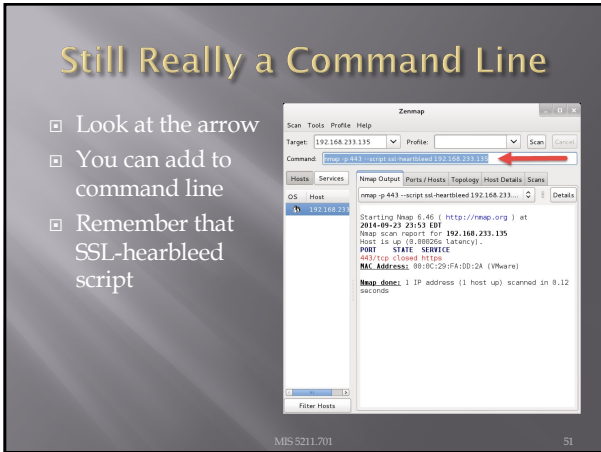 Still Really a Command Line
Look at the arrow
You can add to
command line
Remember that
SSL-hearbleed
script
Zenmap
Scan Tools Profile Help
Target: 192.168.233.135 Profile: Scan Cancel
Command: nmap -p 443 --script ssl-heartbleed 192.168.233.135
Hosts Services Nmap Output Ports / Hosts Topology Host Details Scans
OS Host nmap -p 443 --script ssl-heartbleed 192.168.233.... Details
192.168.233
Starting Nmap 6.46 ( http://nmap.org ) at
2014-09-23 23:53 EDT
Nmap scan report for 192.168.233.135
Host is up (0.00026s latency).
PORT STATE SERVICE
443/tcp closed https
MAC Address: 00:0C:29:FA:DD:2A (VMware)
Nmap done: 1 IP address (1 host up) scanned in 0.12
seconds
Filter Hosts
MIS 5211.701 51